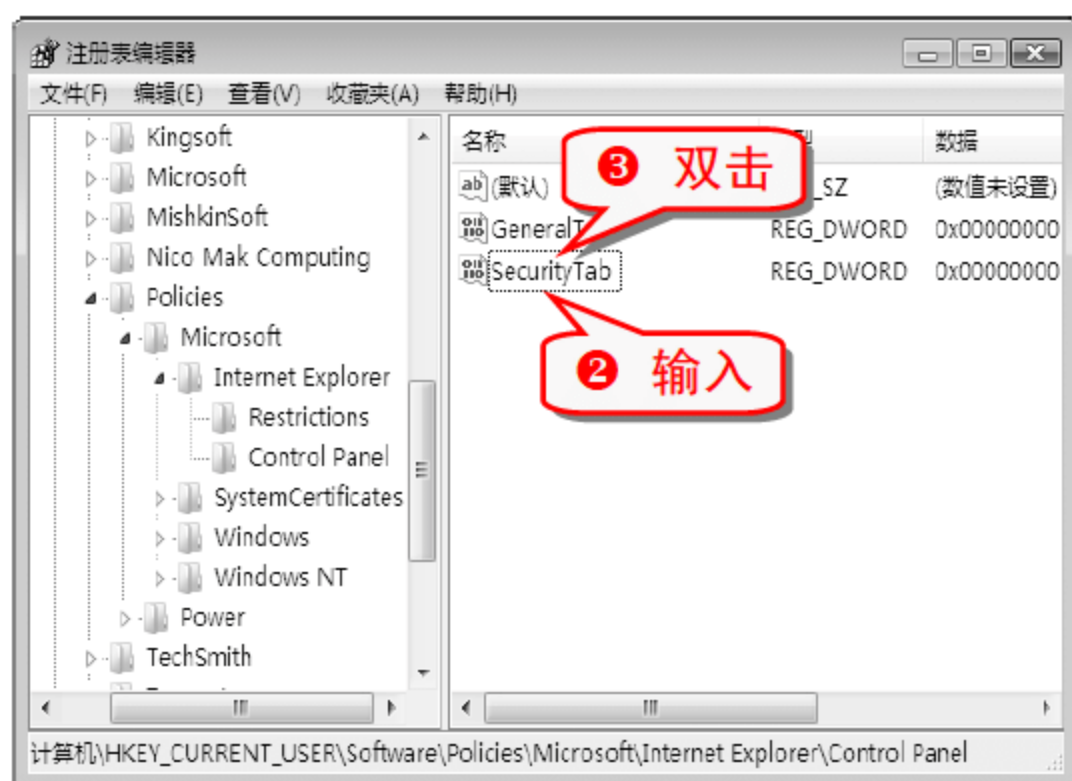 注册表编辑器
文件(F) 编辑(E) 查看(V) 收藏夹(A) 帮助(H)
Kingsoft
Microsoft
MishkinSoft
Nico Mak Computing
Policies
Microsoft
Internet Explorer
Restrictions
Control Panel
SystemCertificates
Windows
Windows NT
Power
TechSmith
名称 数据
(默认) _SZ (数值未设置)
GeneralT REG_DWORD 0x00000000
SecurityTab REG_DWORD 0x00000000
❸ 双击
❷ 输入
计算机\HKEY_CURRENT_USER\Software\Policies\Microsoft\Internet Explorer\Control Panel